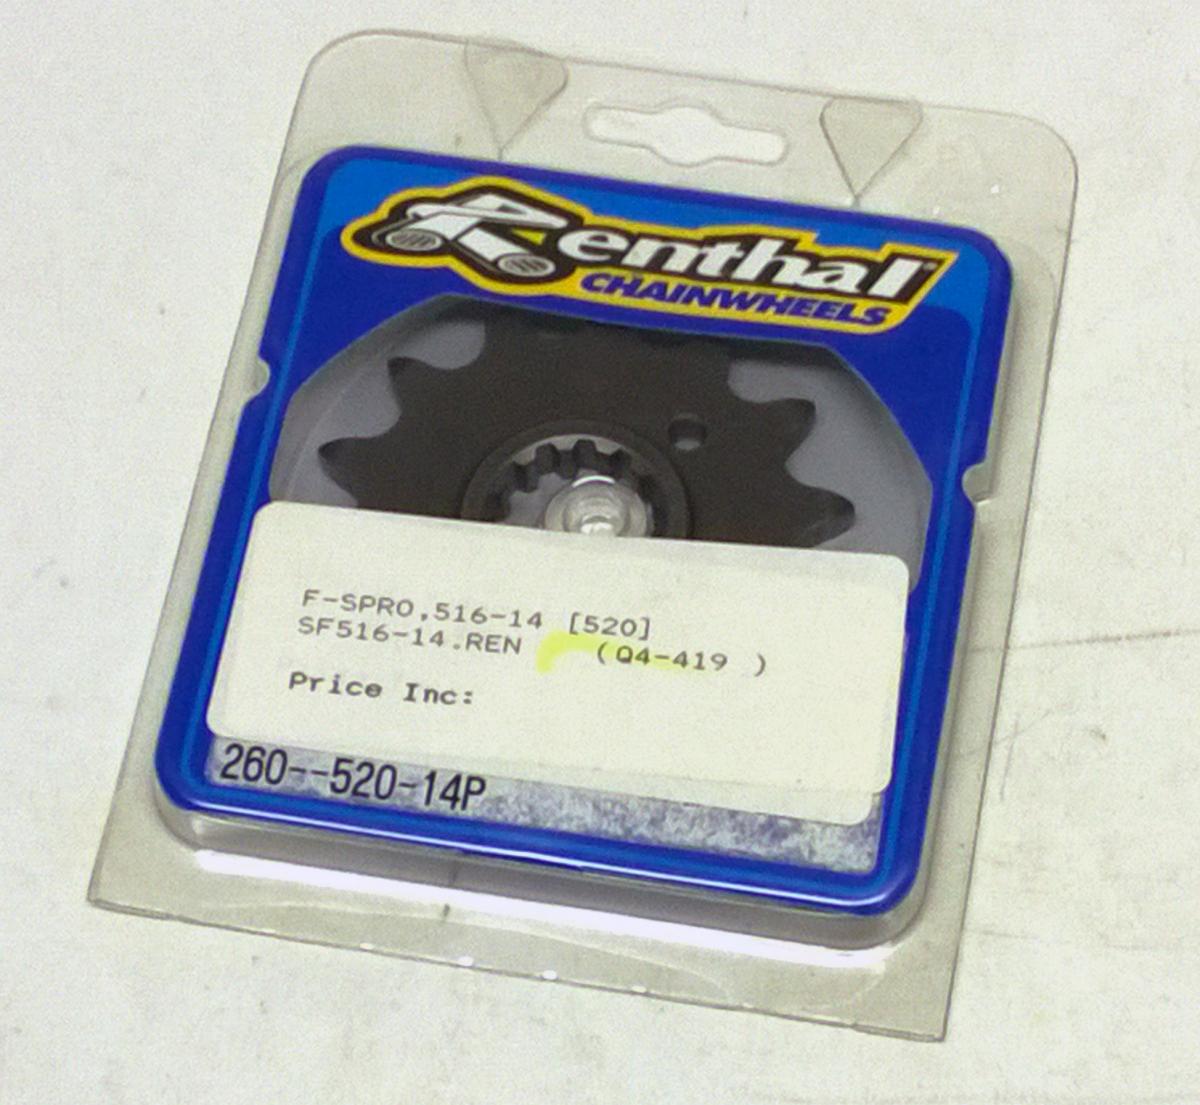 Renthal
CHAINWHEELS
F-SPRO,516-14 [520]
SF516-14.REN (Q4-419 )
Price Inc:
260--520-14P